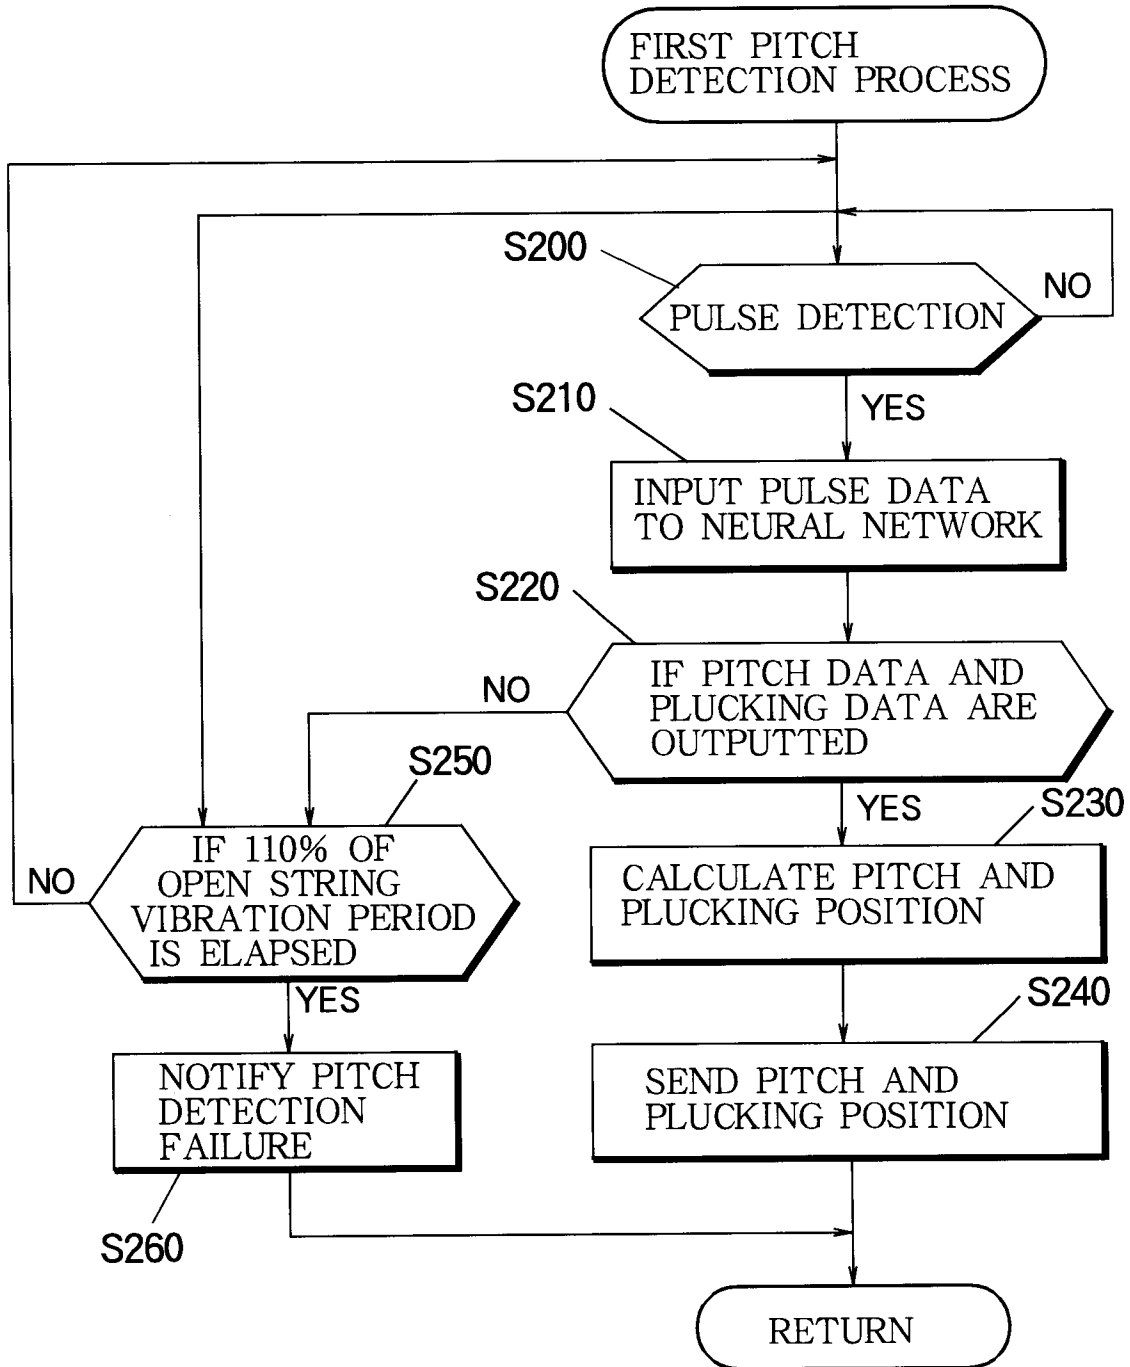 FIRST PITCH
DETECTION PROCESS
S200
PULSE DETECTION
NO
YES
S210
INPUT PULSE DATA
TO NEURAL NETWORK
S220
IF PITCH DATA AND
PLUCKING DATA ARE
OUTPUTTED
NO
YES
S250
IF 110% OF
OPEN STRING
VIBRATION PERIOD
IS ELAPSED
NO
YES
S230
CALCULATE PITCH AND
PLUCKING POSITION
S240
SEND PITCH AND
PLUCKING POSITION
NOTIFY PITCH
DETECTION
FAILURE
S260
RETURN